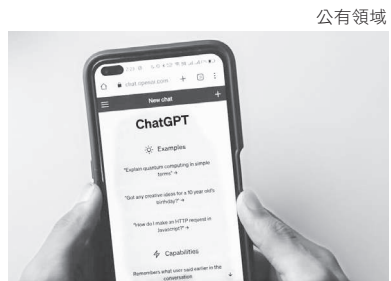 公有領域
chat.openai.com
New chat
ChatGPT
Examples
"Explain quantum computing in simple
terms" →
"Got any creative ideas for a 10 year old's
birthday?" →
"How do I make an HTTP request in
Javascript?" →
Capabilities
Remembers what user said earlier in the
conversation